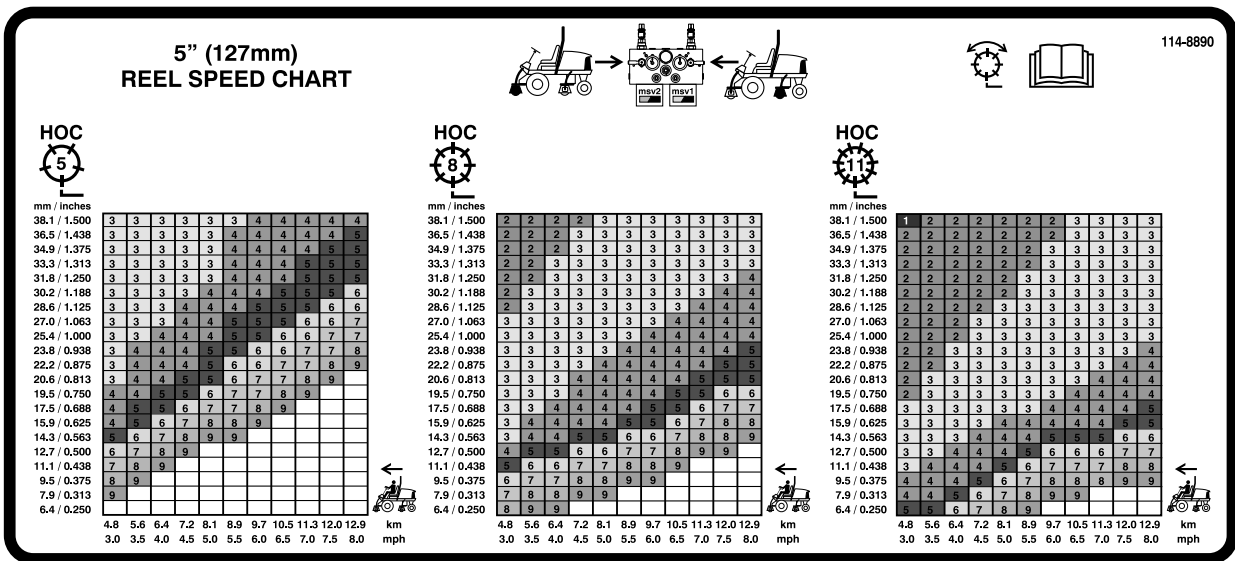 5” (127mm)
REEL SPEED CHART
msv2 msv1
114-8890
HOC
5
mm / inches
38.1 / 1.500 3 3 3 3 3 3 4 4 4 4 4
36.5 / 1.438 3 3 3 3 3 4 4 4 4 4 5
34.9 / 1.375 3 3 3 3 3 4 4 4 4 5 5
33.3 / 1.313 3 3 3 3 3 4 4 4 5 5 5
31.8 / 1.250 3 3 3 3 3 4 4 4 5 5 5
30.2 / 1.188 3 3 3 3 4 4 4 5 5 5 6
28.6 / 1.125 3 3 3 4 4 4 5 5 5 6 6
27.0 / 1.063 3 3 3 4 4 5 5 5 6 6 7
25.4 / 1.000 3 3 4 4 4 5 5 6 6 7 7
23.8 / 0.938 3 4 4 4 5 5 6 6 7 7 8
22.2 / 0.875 3 4 4 4 5 6 6 7 7 8 9
20.6 / 0.813 3 4 4 5 5 6 7 7 8 9
19.5 / 0.750 4 4 5 5 6 7 7 8 9
17.5 / 0.688 4 5 5 6 7 7 8 9
15.9 / 0.625 4 5 6 7 8 8 9
14.3 / 0.563 5 6 7 8 9 9
12.7 / 0.500 6 7 8 9
11.1 / 0.438 7 8 9
9.5 / 0.375 8 9
7.9 / 0.313 9
6.4 / 0.250
4.8 5.6 6.4 7.2 8.1 8.9 9.7 10.5 11.3 12.0 12.9 km
3.0 3.5 4.0 4.5 5.0 5.5 6.0 6.5 7.0 7.5 8.0 mph
HOC
8
mm / inches
38.1 / 1.500 2 2 2 2 3 3 3 3 3 3 3
36.5 / 1.438 2 2 2 3 3 3 3 3 3 3 3
34.9 / 1.375 2 2 2 3 3 3 3 3 3 3 3
33.3 / 1.313 2 2 3 3 3 3 3 3 3 3 3
31.8 / 1.250 2 2 3 3 3 3 3 3 3 3 4
30.2 / 1.188 2 3 3 3 3 3 3 3 3 4 4
28.6 / 1.125 2 3 3 3 3 3 3 3 4 4 4
27.0 / 1.063 3 3 3 3 3 3 3 4 4 4 4
25.4 / 1.000 3 3 3 3 3 3 4 4 4 4 4
23.8 / 0.938 3 3 3 3 3 4 4 4 4 4 5
22.2 / 0.875 3 3 3 3 4 4 4 4 4 5 5
20.6 / 0.813 3 3 3 4 4 4 4 4 5 5 5
19.5 / 0.750 3 3 3 4 4 4 4 5 5 6 6
17.5 / 0.688 3 3 4 4 4 4 5 5 6 7 7
15.9 / 0.625 3 4 4 4 4 5 5 6 7 8 8
14.3 / 0.563 3 4 4 5 5 6 6 7 8 8 9
12.7 / 0.500 4 5 5 6 6 7 7 8 9 9
11.1 / 0.438 5 6 6 7 7 8 8 9
9.5 / 0.375 6 6 7 7 8 9 9
7.9 / 0.313 7 8 8 9 9
6.4 / 0.250 8 9 9
4.8 5.6 6.4 7.2 8.1 8.9 9.7 10.5 11.3 12.0 12.9 km
3.0 3.5 4.0 4.5 5.0 5.5 6.0 6.5 7.0 7.5 8.0 mph
HOC
11
mm / inches
38.1 / 1.500 1 2 2 2 2 2 2 3 3 3 3
36.5 / 1.438 2 2 2 2 2 2 2 3 3 3 3
34.9 / 1.375 2 2 2 2 2 2 3 3 3 3 3
33.3 / 1.313 2 2 2 2 2 2 3 3 3 3 3
31.8 / 1.250 2 2 2 2 2 3 3 3 3 3 3
30.2 / 1.188 2 2 2 2 2 3 3 3 3 3 3
28.6 / 1.125 2 2 2 2 3 3 3 3 3 3 3
27.0 / 1.063 2 2 2 3 3 3 3 3 3 3 3
25.4 / 1.000 2 2 2 3 3 3 3 3 3 3 3
23.8 / 0.938 2 2 3 3 3 3 3 3 3 3 4
22.2 / 0.875 2 2 3 3 3 3 3 3 3 4 4
20.6 / 0.813 2 3 3 3 3 3 3 3 4 4 4
19.5 / 0.750 2 3 3 3 3 3 3 4 4 4 4
17.5 / 0.688 3 3 3 3 3 3 4 4 4 4 5
15.9 / 0.625 3 3 3 3 4 4 4 4 4 5 5
14.3 / 0.563 3 3 3 4 4 4 5 5 5 6 6
12.7 / 0.500 3 3 4 4 4 5 6 6 6 7 7
11.1 / 0.438 3 4 4 4 5 6 7 7 7 8 8
9.5 / 0.375 4 4 4 5 6 7 8 8 8 9 9
7.9 / 0.313 4 4 5 6 7 8 9 9
6.4 / 0.250 5 5 6 7 8 9
4.8 5.6 6.4 7.2 8.1 8.9 9.7 10.5 11.3 12.0 12.9 km
3.0 3.5 4.0 4.5 5.0 5.5 6.0 6.5 7.0 7.5 8.0 mph